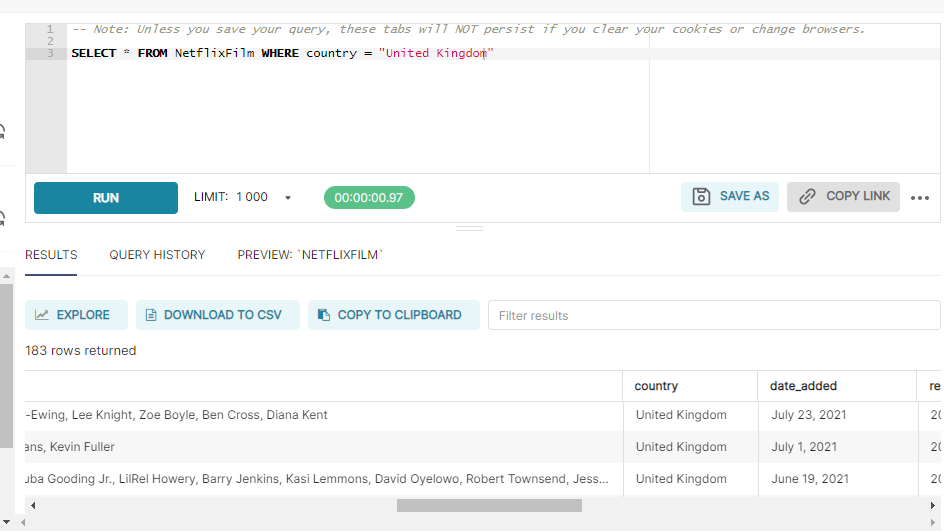 1 -- Note: Unless you save your query, these tabs will NOT persist if you clear your cookies or change browsers.
2
3 SELECT * FROM NetflixFilm WHERE country = "United Kingdom"
RUN LIMIT: 1 000 00:00:00.97 SAVE AS COPY LINK
RESULTS QUERY HISTORY PREVIEW: `NETFLIXFILM`
EXPLORE DOWNLOAD TO CSV COPY TO CLIPBOARD Filter results
183 rows returned
country date_added re
-Ewing, Lee Knight, Zoe Boyle, Ben Cross, Diana Kent United Kingdom July 23, 2021 20
ans, Kevin Fuller United Kingdom July 1, 2021 20
uba Gooding Jr., LilRel Howery, Barry Jenkins, Kasi Lemmons, David Oyelowo, Robert Townsend, Jess... United Kingdom June 19, 2021 20